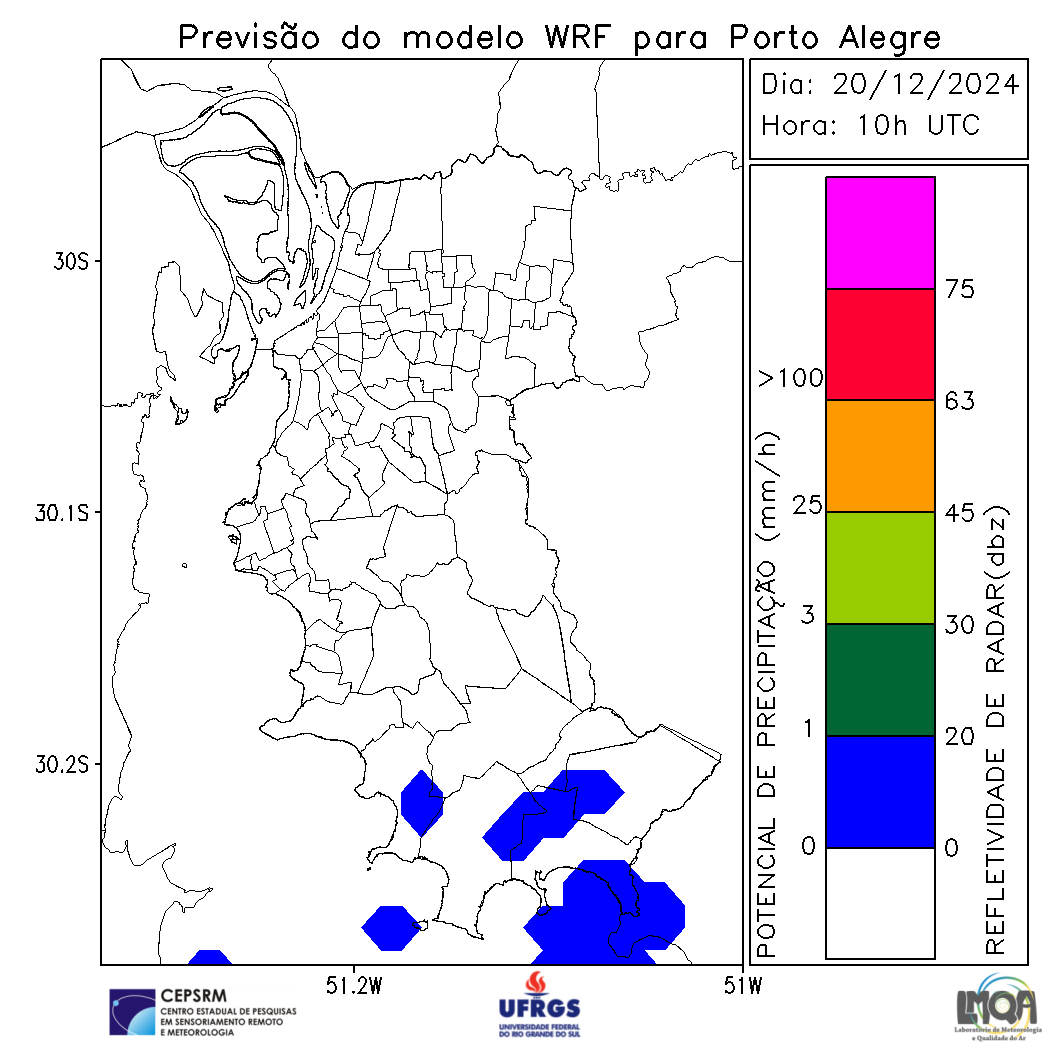 Previsão do modelo WRF para Porto Alegre
Dia: 20/12/2024
Hora: 10h UTC
30S
30.1S
30.2S
51.2W
51W
POTENCIAL DE PRECIPITAÇÃO (mm/h)
>100
25
3
1
0
75
63
45
30
20
0
REFLETIVIDADE DE RADAR(dbz)
CEPSRM
CENTRO ESTADUAL DE PESQUISAS
EM SENSORIAMENTO REMOTO
E METEOROLOGIA
UFRGS
UNIVERSIDADE FEDERAL
DO RIO GRANDE DO SUL
LMQA
Laboratório de Meteorologia
e Qualidade do Ar